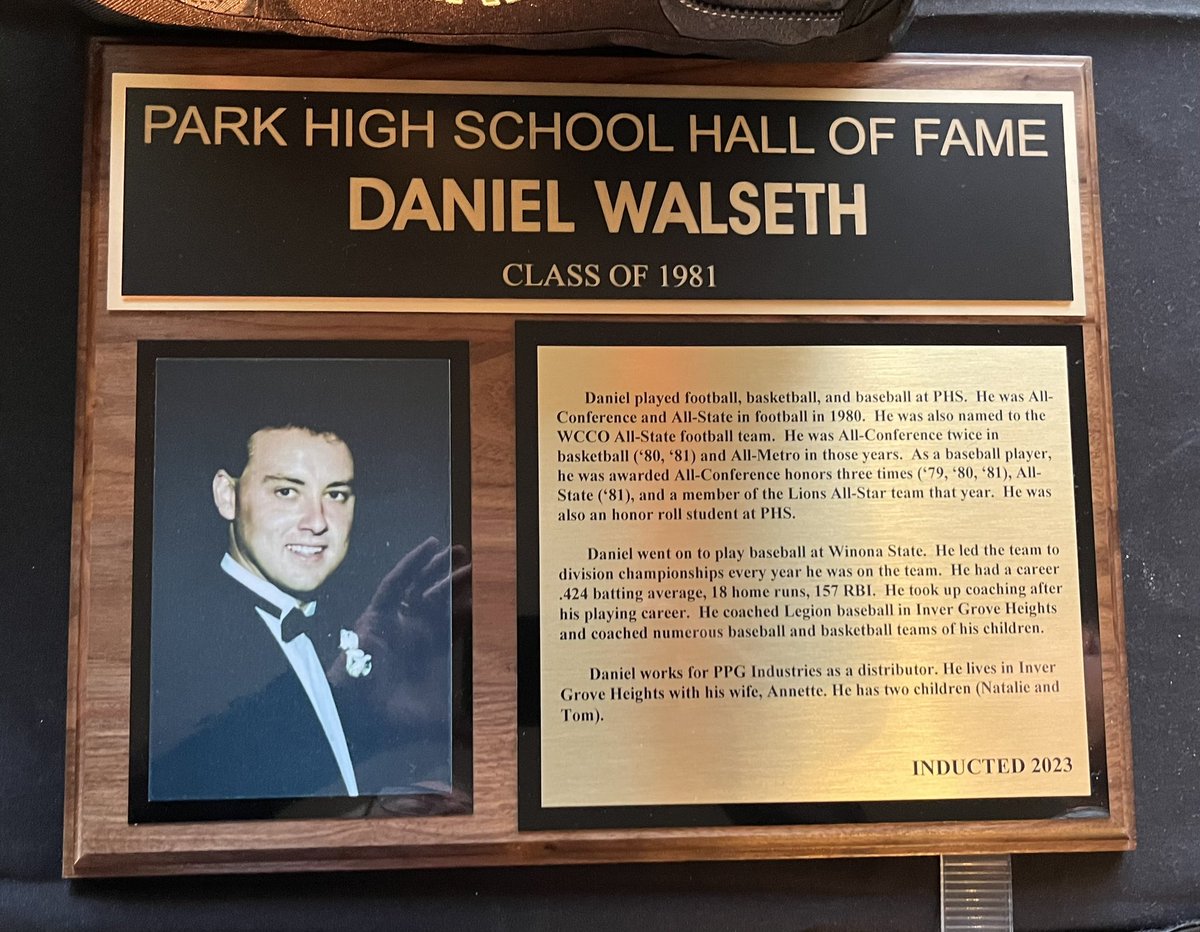 PARK HIGH SCHOOL HALL OF FAME
DANIEL WALSETH
CLASS OF 1981
Daniel played football, basketball, and baseball at PHS. He was All-
Conference and All-State in football in 1980. He was also named to the
WCCO All-State football team. He was All-Conference twice in
basketball (‘80, ‘81) and All-Metro in those years. As a baseball player,
he was awarded All-Conference honors three times (‘79, ‘80, ‘81), All-
State (‘81), and a member of the Lions All-Star team that year. He was
also an honor roll student at PHS.
Daniel went on to play baseball at Winona State. He led the team to
division championships every year he was on the team. He had a career
.424 batting average, 18 home runs, 157 RBI. He took up coaching after
his playing career. He coached Legion baseball in Inver Grove Heights
and coached numerous baseball and basketball teams of his children.
Daniel works for PPG Industries as a distributor. He lives in Inver
Grove Heights with his wife, Annette. He has two children (Natalie and
Tom).
INDUCTED 2023